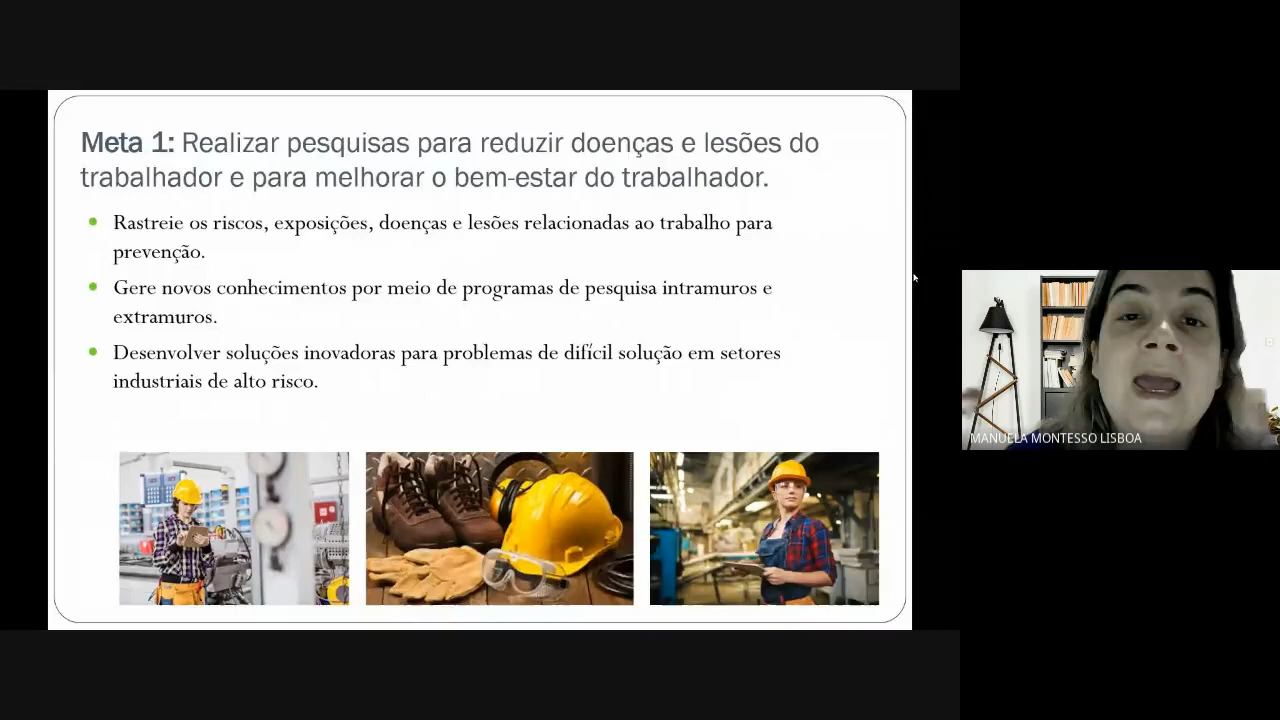 Meta 1: Realizar pesquisas para reduzir doenças e lesões do
trabalhador e para melhorar o bem-estar do trabalhador.
Rastreie os riscos, exposições, doenças e lesões relacionadas ao trabalho para
prevenção.
Gere novos conhecimentos por meio de programas de pesquisa intramuros e
extramuros.
Desenvolver soluções inovadoras para problemas de difícil solução em setores
industriais de alto risco.
MANUELA MONTESSO LISBOA